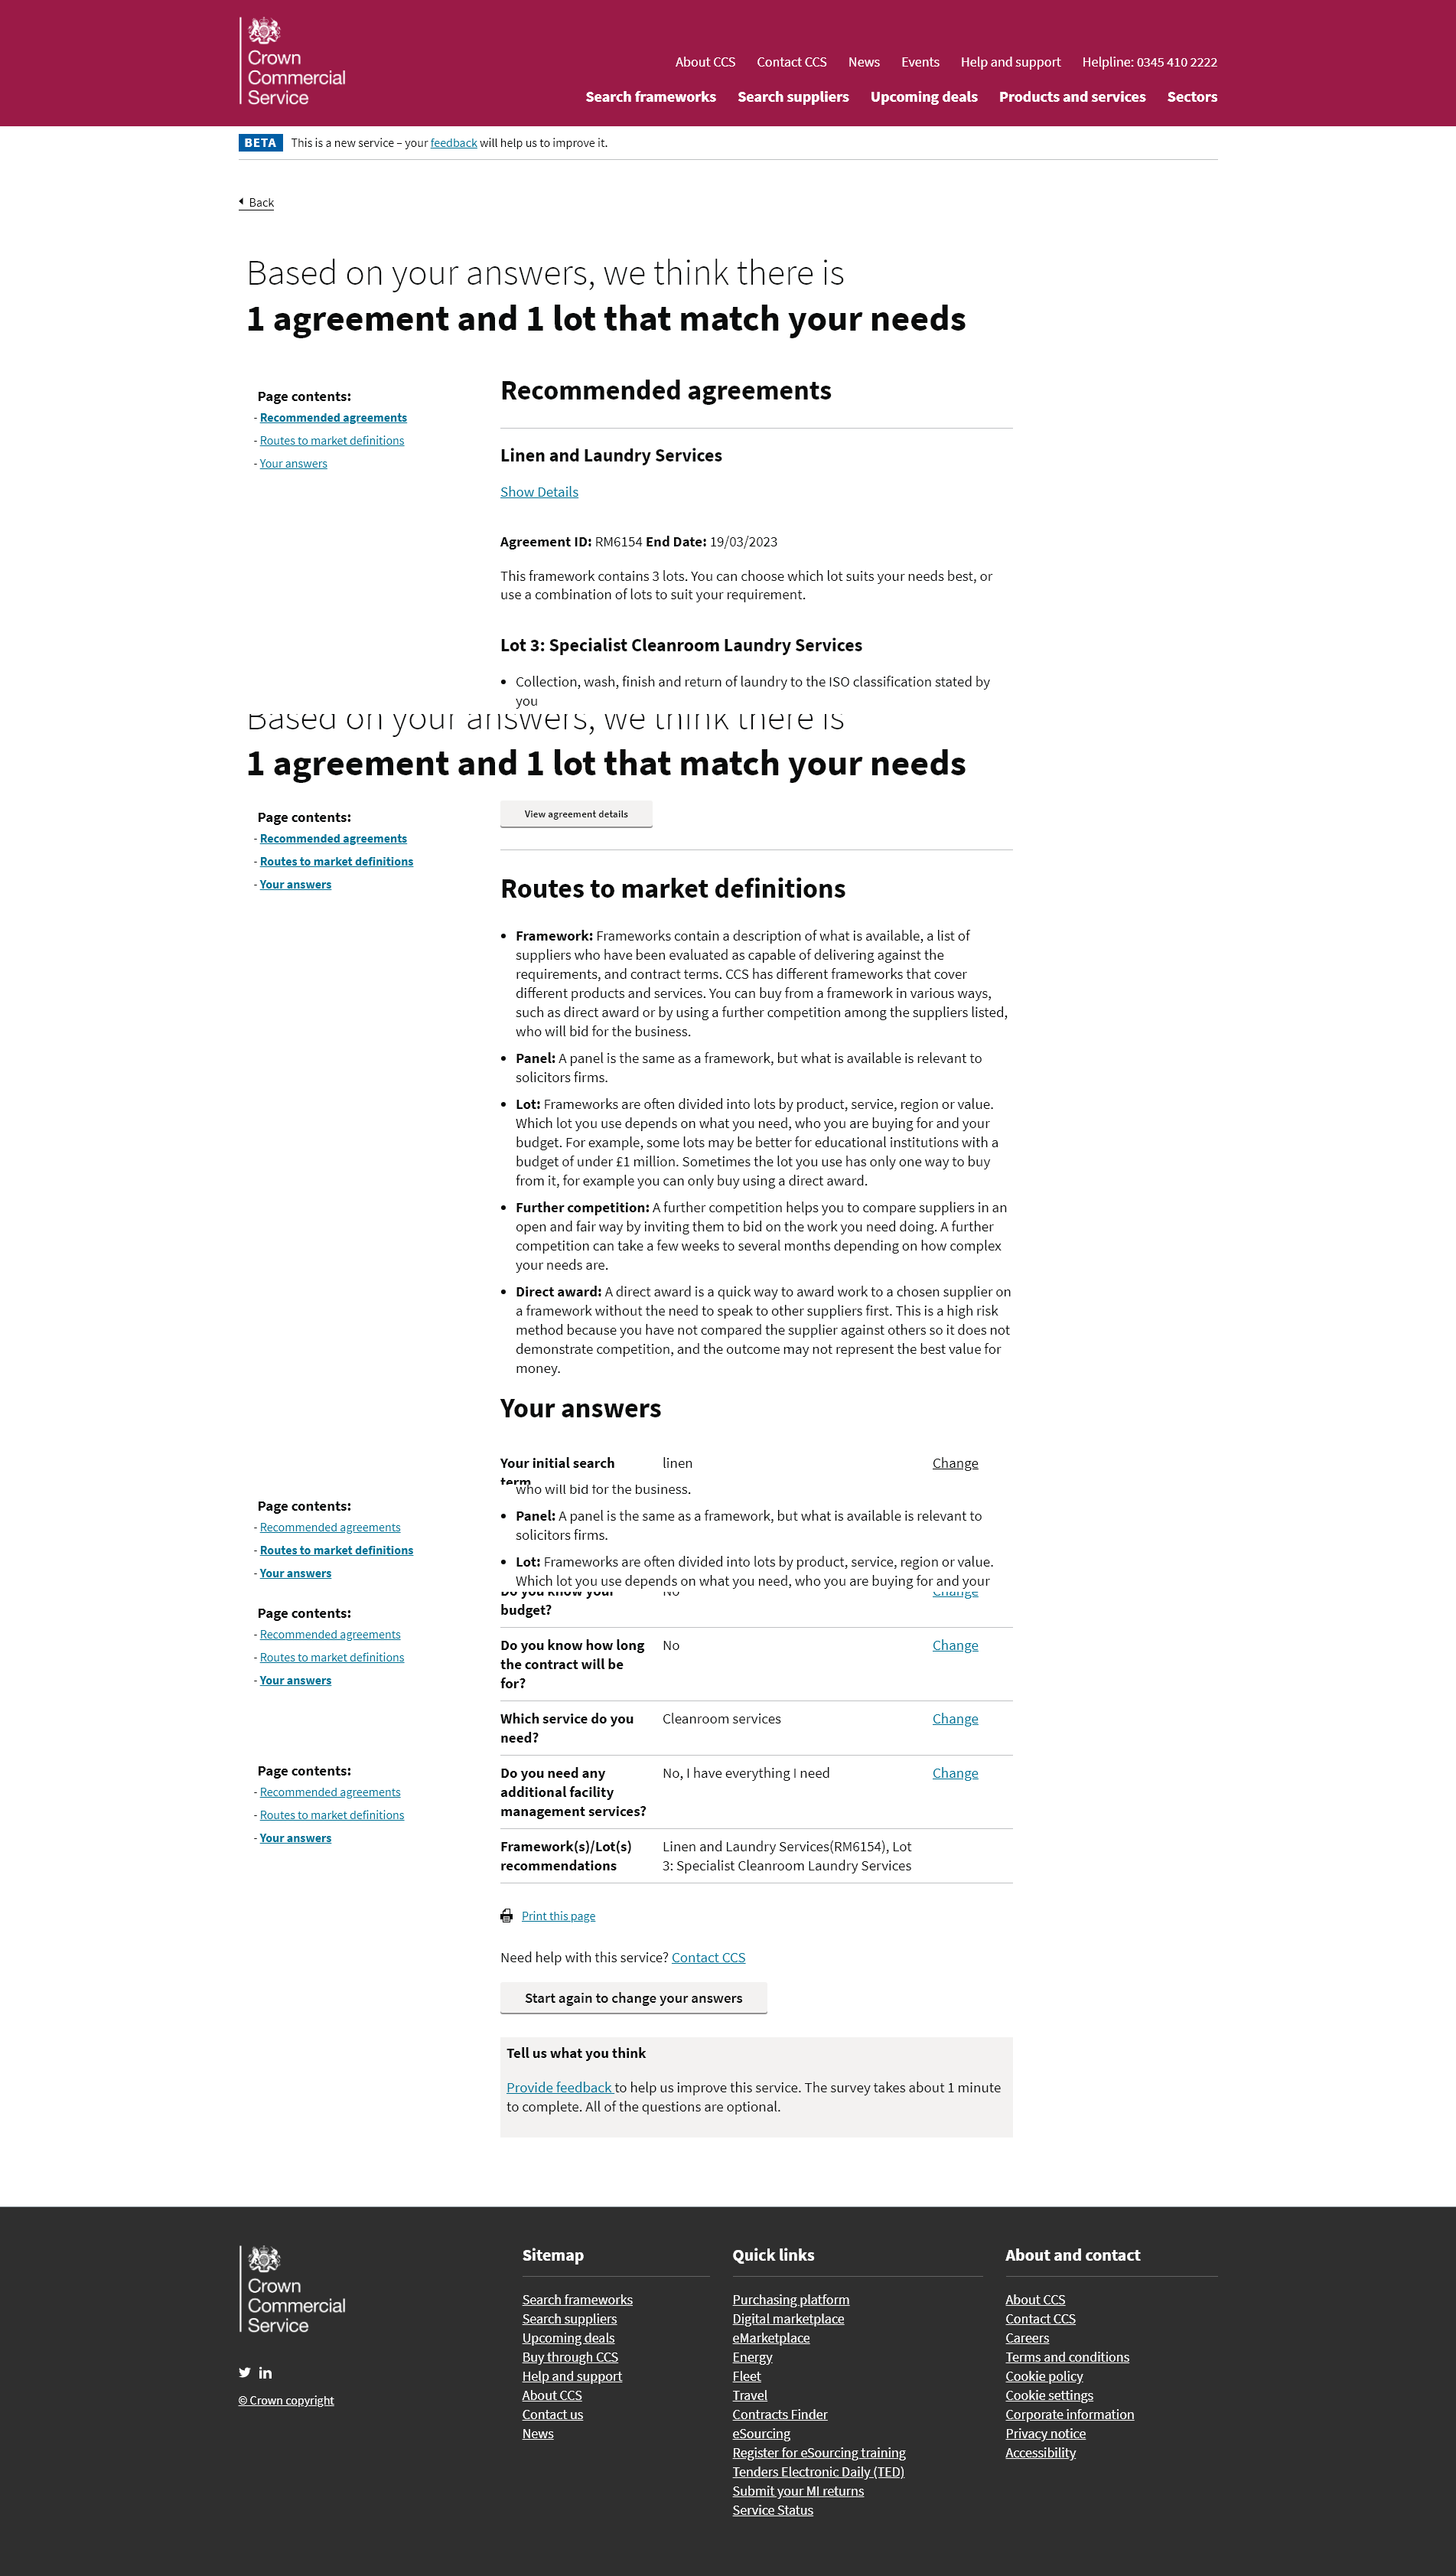 Crown
Commercial
Service
About CCS Contact CCS News Events Help and support Helpline: 0345 410 2222
Search frameworks Search suppliers Upcoming deals Products and services Sectors
BETA This is a new service – your feedback will help us to improve it.
Back
Based on your answers, we think there is
1 agreement and 1 lot that match your needs
Page contents:
- Recommended agreements
- Routes to market definitions
- Your answers
Recommended agreements
Linen and Laundry Services
Show Details
Agreement ID: RM6154 End Date: 19/03/2023
This framework contains 3 lots. You can choose which lot suits your needs best, or
use a combination of lots to suit your requirement.
Lot 3: Specialist Cleanroom Laundry Services
• Collection, wash, finish and return of laundry to the ISO classification stated by
you
Based on your answers, we think there is
1 agreement and 1 lot that match your needs
Page contents:
- Recommended agreements
- Routes to market definitions
- Your answers
View agreement details
Routes to market definitions
• Framework: Frameworks contain a description of what is available, a list of
suppliers who have been evaluated as capable of delivering against the
requirements, and contract terms. CCS has different frameworks that cover
different products and services. You can buy from a framework in various ways,
such as direct award or by using a further competition among the suppliers listed,
who will bid for the business.
• Panel: A panel is the same as a framework, but what is available is relevant to
solicitors firms.
• Lot: Frameworks are often divided into lots by product, service, region or value.
Which lot you use depends on what you need, who you are buying for and your
budget. For example, some lots may be better for educational institutions with a
budget of under £1 million. Sometimes the lot you use has only one way to buy
from it, for example you can only buy using a direct award.
• Further competition: A further competition helps you to compare suppliers in an
open and fair way by inviting them to bid on the work you need doing. A further
competition can take a few weeks to several months depending on how complex
your needs are.
• Direct award: A direct award is a quick way to award work to a chosen supplier on
a framework without the need to speak to other suppliers first. This is a high risk
method because you have not compared the supplier against others so it does not
demonstrate competition, and the outcome may not represent the best value for
money.
Your answers
Your initial search linen Change
term
who will bid for the business.
Page contents:
- Recommended agreements
- Routes to market definitions
- Your answers
• Panel: A panel is the same as a framework, but what is available is relevant to
solicitors firms.
• Lot: Frameworks are often divided into lots by product, service, region or value.
Which lot you use depends on what you need, who you are buying for and your
Do you know your No Change
budget?
Page contents:
- Recommended agreements
- Routes to market definitions
- Your answers
Do you know how long No Change
the contract will be
for?
Which service do you Cleanroom services Change
need?
Page contents:
- Recommended agreements
- Routes to market definitions
- Your answers
Do you need any No, I have everything I need Change
additional facility
management services?
Framework(s)/Lot(s) Linen and Laundry Services(RM6154), Lot
recommendations 3: Specialist Cleanroom Laundry Services
Print this page
Need help with this service? Contact CCS
Start again to change your answers
Tell us what you think
Provide feedback to help us improve this service. The survey takes about 1 minute
to complete. All of the questions are optional.
Crown
Commercial
Service
© Crown copyright
Sitemap
Search frameworks
Search suppliers
Upcoming deals
Buy through CCS
Help and support
About CCS
Contact us
News
Quick links
Purchasing platform
Digital marketplace
eMarketplace
Energy
Fleet
Travel
Contracts Finder
eSourcing
Register for eSourcing training
Tenders Electronic Daily (TED)
Submit your MI returns
Service Status
About and contact
About CCS
Contact CCS
Careers
Terms and conditions
Cookie policy
Cookie settings
Corporate information
Privacy notice
Accessibility